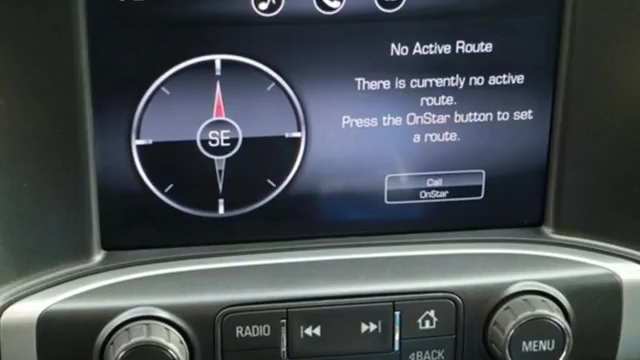 No Active Route
There is currently no active
route.
Press the OnStar button to set
a route.
SE
Call
OnStar
RADIO
MENU
BACK